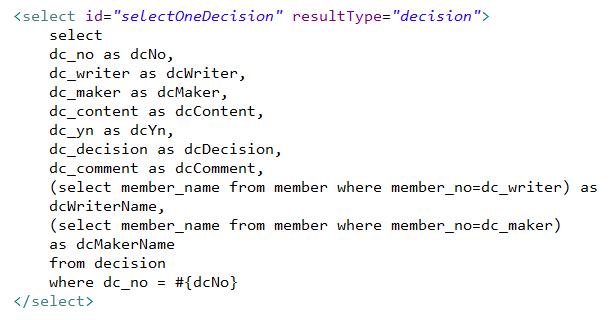 <select id="selectOneDecision" resultType="decision">
select
dc_no as dcNo,
dc_writer as dcWriter,
dc_maker as dcMaker,
dc_content as dcContent,
dc_yn as dcYn,
dc_decision as dcDecision,
dc_comment as dcComment,
(select member_name from member where member_no=dc_writer) as
dcWriterName,
(select member_name from member where member_no=dc_maker)
as dcMakerName
from decision
where dc_no = #{dcNo}
</select>